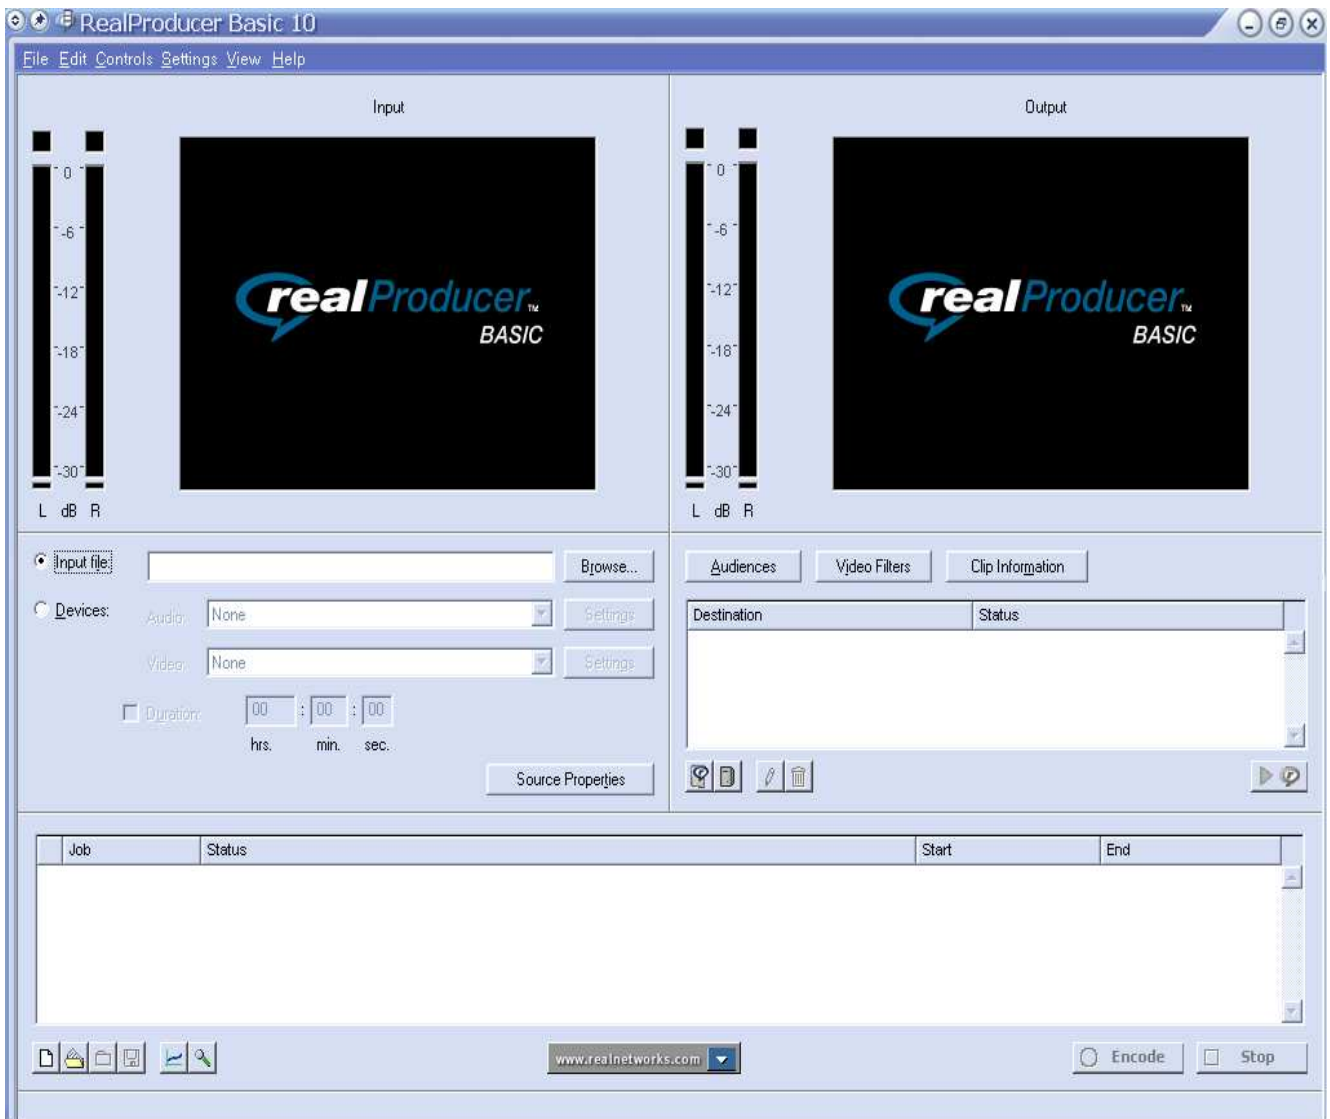 RealProducer Basic 10
File Edit Controls Settings View Help
Input
0
-6
-12
-18
-24
-30
L dB R
realProducer™
BASIC
Output
0
-6
-12
-18
-24
-30
L dB R
realProducer™
BASIC
Input file:
Browse...
Devices:
Audio: None Settings
Video: None Settings
Duration: 00 : 00 : 00
hrs. min. sec.
Source Properties
Audiences Video Filters Clip Information
Destination Status
Job Status Start End
www.realnetworks.com
Encode Stop